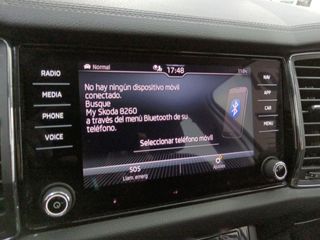 Normal
17:48
RADIO
MEDIA
PHONE
VOICE
No hay ningún dispositivo móvil
conectado.
Busque
My Skoda 8260
a través del menú Bluetooth de su
teléfono.
Seleccionar teléfono móvil
SOS
Llam. emerg
Ajustes
NAV
APP
CAR
MENU